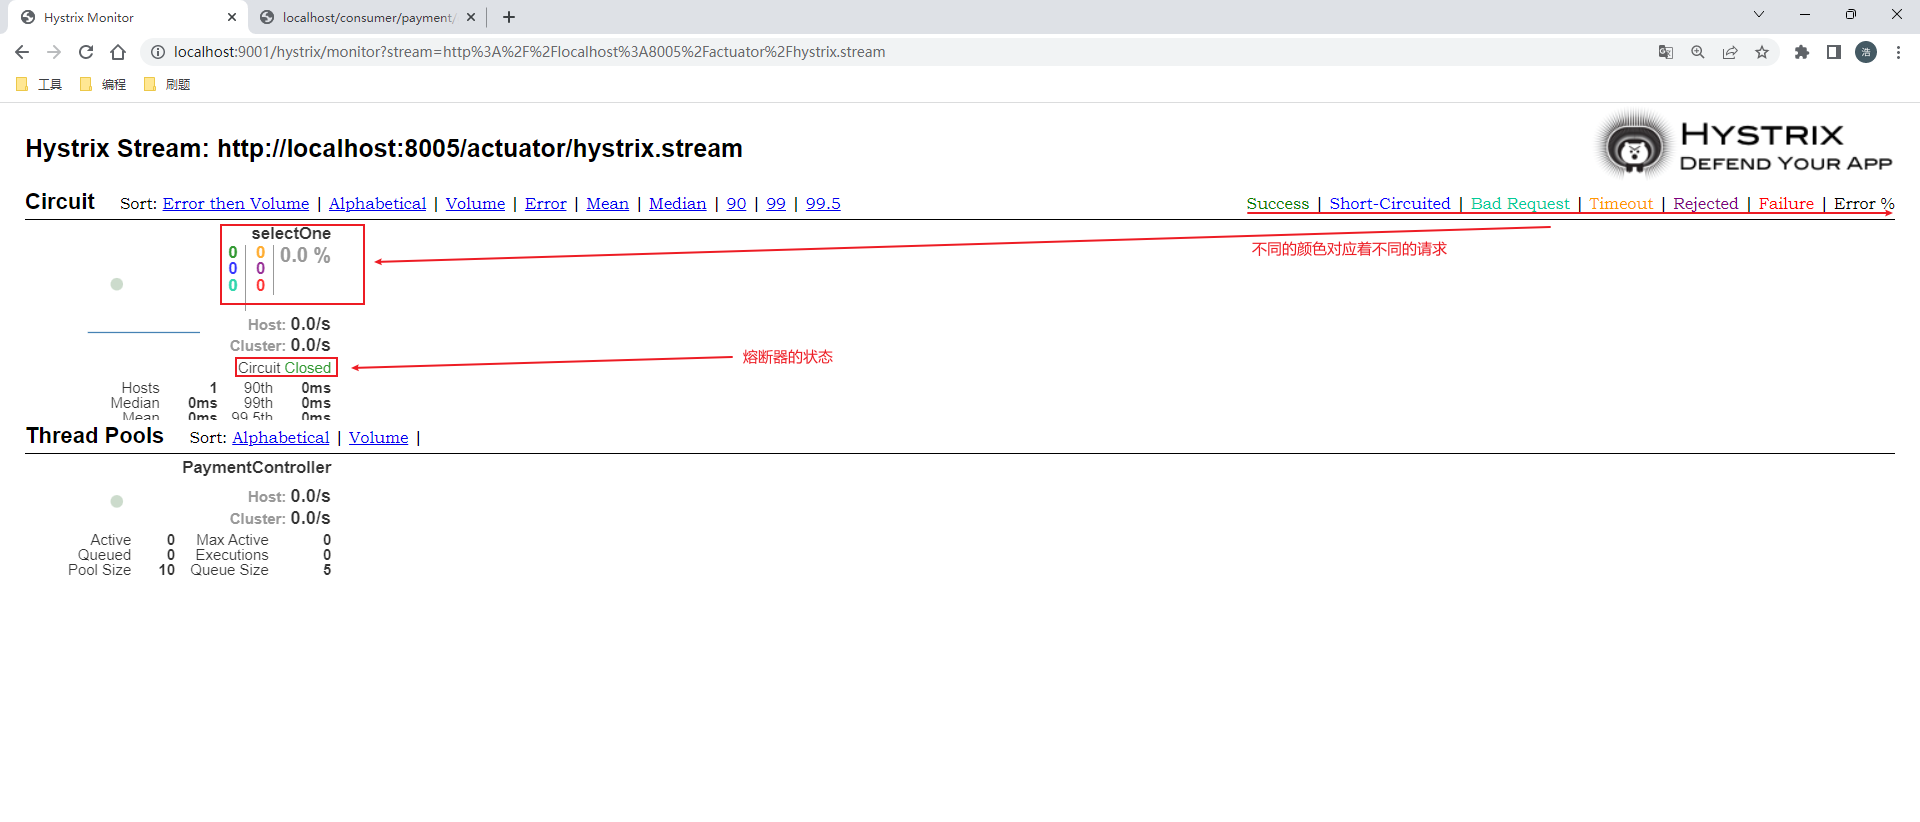 Hystrix Monitor
localhost/consumer/payment/
localhost:9001/hystrix/monitor?stream=http%3A%2F%2Flocalhost%3A8005%2Factuator%2Fhystrix.stream
浩
工具 编程 刷题
Hystrix Stream: http://localhost:8005/actuator/hystrix.stream
HYSTRIX
DEFEND YOUR APP
Circuit Sort: Error then Volume | Alphabetical | Volume | Error | Mean | Median | 90 | 99 | 99.5
Success | Short-Circuited | Bad Request | Timeout | Rejected | Failure | Error %
selectOne
0 0 0.0 %
0 0
0 0
不同的颜色对应着不同的请求
Host: 0.0/s
Cluster: 0.0/s
Circuit Closed
熔断器的状态
Hosts 1 90th 0ms
Median 0ms 99th 0ms
Mean 0ms 99.5th 0ms
Thread Pools Sort: Alphabetical | Volume |
PaymentController
Host: 0.0/s
Cluster: 0.0/s
Active 0 Max Active 0
Queued 0 Executions 0
Pool Size 10 Queue Size 5